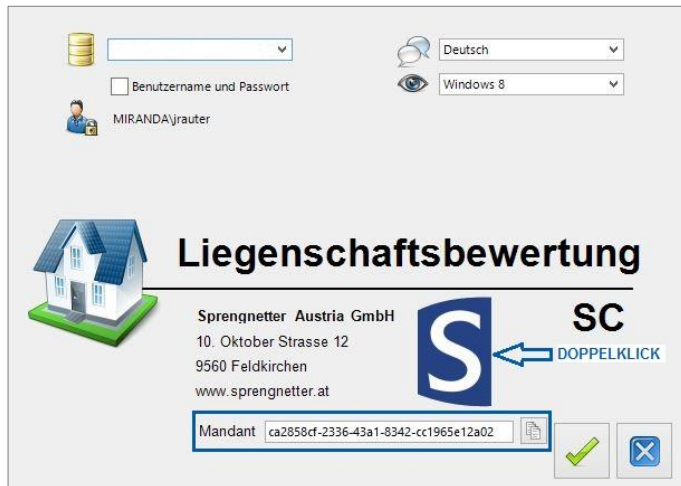 Deutsch
Benutzername und Passwort
Windows 8
MIRANDA\jrauter
Liegenschaftsbewertung
SC
Sprengnetter Austria GmbH
10. Oktober Strasse 12
9560 Feldkirchen
www.sprengnetter.at
S
DOPPELKLICK
Mandant ca2858cf-2336-43a1-8342-cc1965e12a02